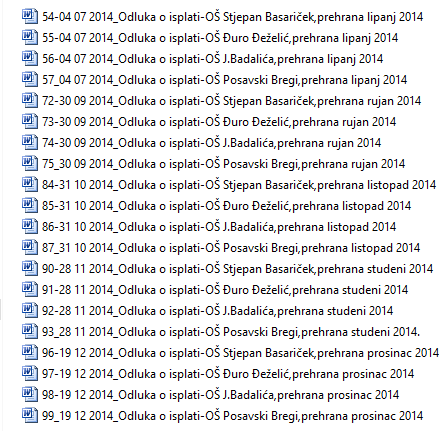 54-04 07 2014_Odluka o isplati-OŠ Stjepan Basariček,prehrana lipanj 2014
55-04 07 2014_Odluka o isplati-OŠ Đuro Đeželić,prehrana lipanj 2014
56-04 07 2014_Odluka o isplati-OŠ J.Badalića,prehrana lipanj 2014
57_04 07 2014_Odluka o isplati-OŠ Posavski Bregi,prehrana lipanj 2014
72-30 09 2014_Odluka o isplati-OŠ Stjepan Basariček,prehrana rujan 2014
73-30 09 2014_Odluka o isplati-OŠ Đuro Đeželić,prehrana rujan 2014
74-30 09 2014_Odluka o isplati-OŠ J.Badalića,prehrana rujan 2014
75_30 09 2014_Odluka o isplati-OŠ Posavski Bregi,prehrana rujan 2014
84-31 10 2014_Odluka o isplati-OŠ Stjepan Basariček,prehrana listopad 2014
85-31 10 2014_Odluka o isplati-OŠ Đuro Đeželić,prehrana listopad 2014
86-31 10 2014_Odluka o isplati-OŠ J.Badalića,prehrana listopad 2014
87_31 10 2014_Odluka o isplati-OŠ Posavski Bregi,prehrana listopad 2014
90-28 11 2014_Odluka o isplati-OŠ Stjepan Basariček,prehrana studeni 2014
91-28 11 2014_Odluka o isplati-OŠ Đuro Đeželić,prehrana studeni 2014
92-28 11 2014_Odluka o isplati-OŠ J.Badalića,prehrana studeni 2014
93_28 11 2014_Odluka o isplati-OŠ Posavski Bregi,prehrana studeni 2014.
96-19 12 2014_Odluka o isplati-OŠ Stjepan Basariček,prehrana prosinac 2014
97-19 12 2014_Odluka o isplati-OŠ Đuro Đeželić,prehrana prosinac 2014
98-19 12 2014_Odluka o isplati-OŠ J.Badalića,prehrana prosinac 2014
99_19 12 2014_Odluka o isplati-OŠ Posavski Bregi,prehrana prosinac 2014